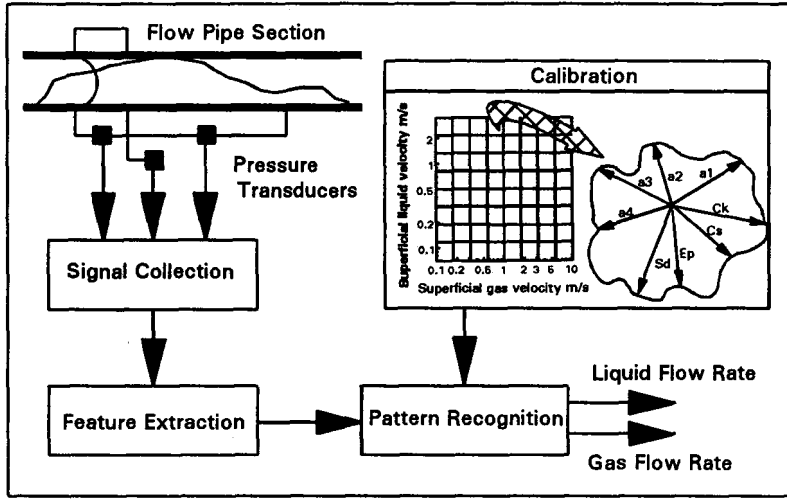 Flow Pipe Section
Pressure
Transducers
Signal Collection
Feature Extraction
Pattern Recognition
Liquid Flow Rate
Gas Flow Rate
Calibration
Superficial liquid velocity m/s
2
1
0.5
0.2
0.1
0.1 0.2 0.6 1 2 3 6 10
Superficial gas velocity m/s
a3 a2 a1
a4 Ck
Cs
Sd Ep